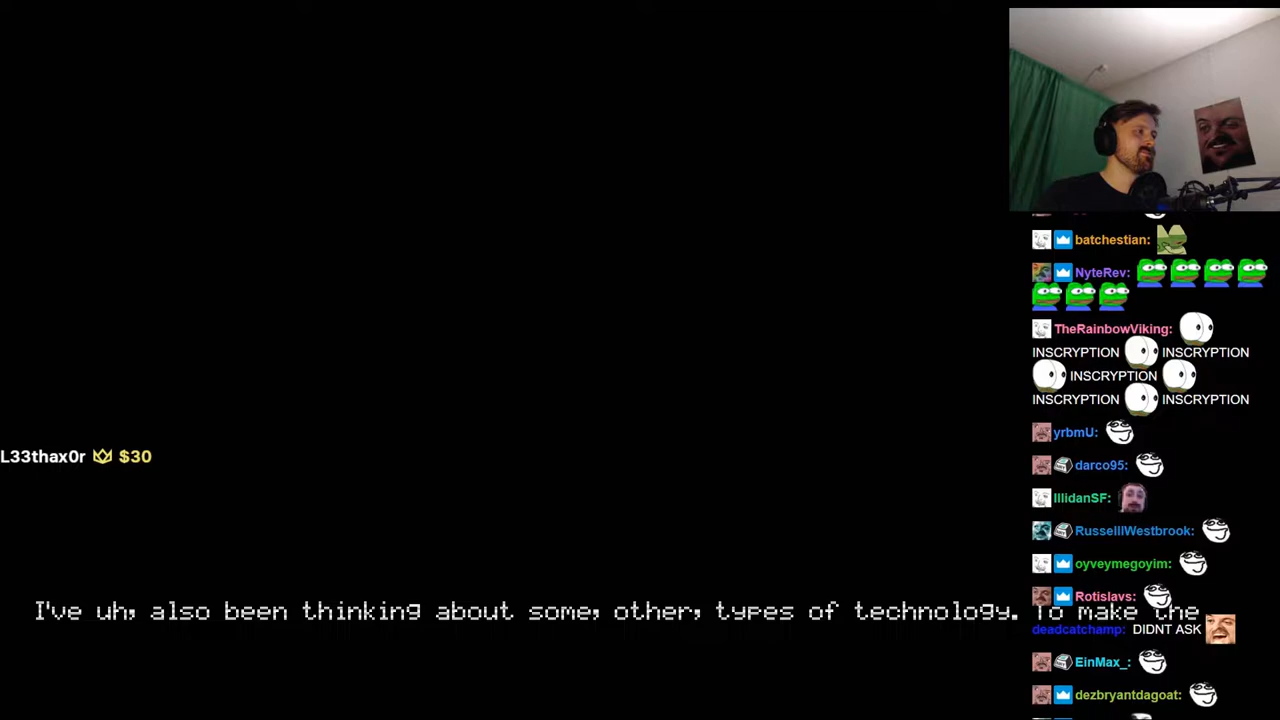 batchestian:
NyteRev:
TheRainbowViking:
INSCRYPTION INSCRYPTION
INSCRYPTION
INSCRYPTION INSCRYPTION
yrbmU:
L33thax0r $30
darco95:
IllidanSF:
RusselllWestbrook:
oyveymegoyim:
Rotislavs:
I've uh, also been thinking about some, other, types of technology. To make the
deadcatchamp: DIDNT ASK
EinMax_:
dezbryantdagoat: